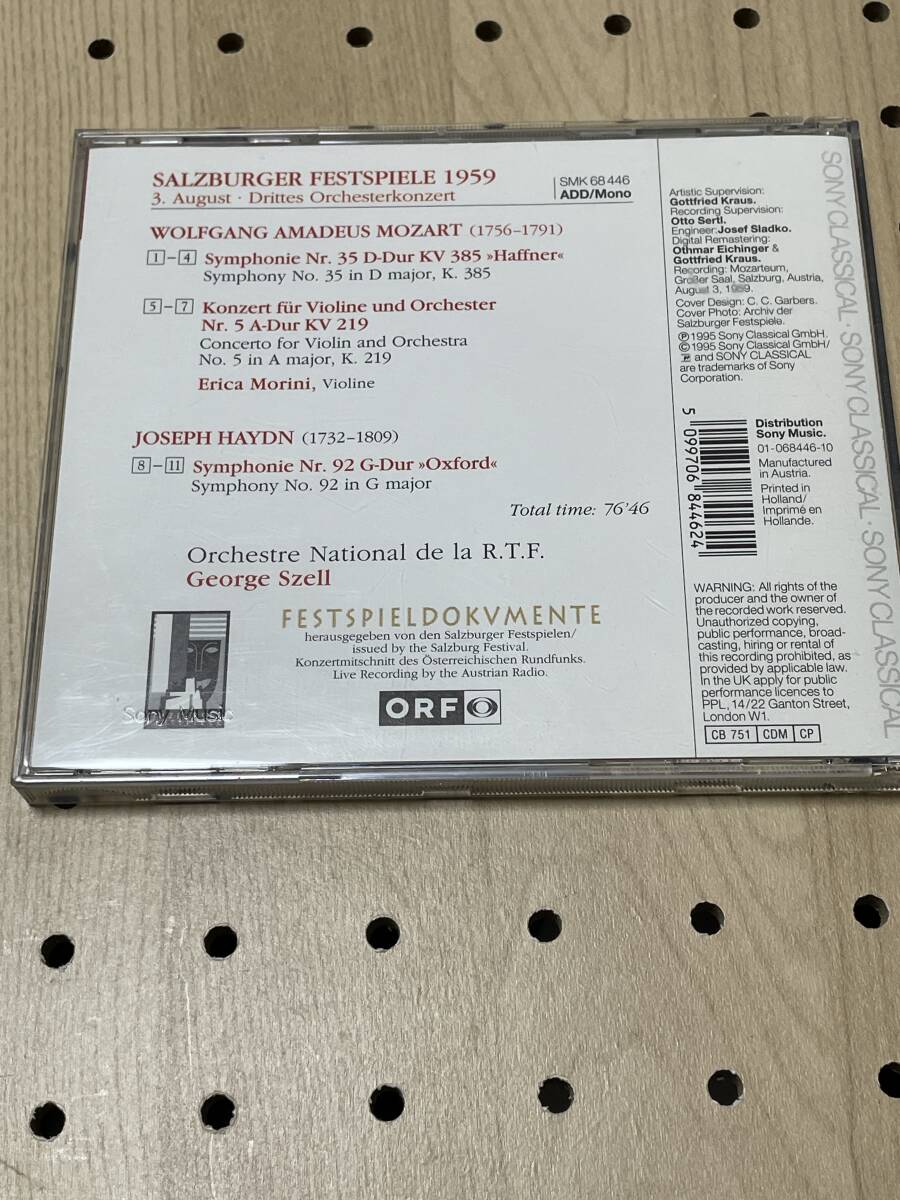 SALZBURGER FESTSPIELE 1959
3. August · Drittes Orchesterkonzert
SMK 68 446
ADD/Mono
WOLFGANG AMADEUS MOZART (1756–1791)
1 – 4 Symphonie Nr. 35 D-Dur KV 385 »Haffner«
Symphony No. 35 in D major, K. 385
5 – 7 Konzert für Violine und Orchester
Nr. 5 A-Dur KV 219
Concerto for Violin and Orchestra
No. 5 in A major, K. 219
Erica Morini, Violine
JOSEPH HAYDN (1732–1809)
8 – 11 Symphonie Nr. 92 G-Dur »Oxford«
Symphony No. 92 in G major
Total time: 76'46
Orchestre National de la R.T.F.
George Szell
FESTSPIELDOKVMENTE
herausgegeben von den Salzburger Festspielen/
issued by the Salzburg Festival.
Konzertmitschnitt des Österreichischen Rundfunks.
Live Recording by the Austrian Radio.
Sony Music
ORF
Artistic Supervision:
Gottfried Kraus.
Recording Supervision:
Otto Sertl.
Engineer: Josef Sladko.
Digital Remastering:
Othmar Eichinger &
Gottfried Kraus.
Recording: Mozarteum,
Großer Saal, Salzburg, Austria,
August 3, 1959.
Cover Design: C. C. Garbers.
Cover Photo: Archiv der
Salzburger Festspiele.
℗ 1995 Sony Classical GmbH.
© 1995 Sony Classical GmbH/
and SONY CLASSICAL
are trademarks of Sony
Corporation.
5 099706 844624
Distribution
Sony Music.
01-068446-10
Manufactured
in Austria.
Printed in
Holland/
Imprimé en
Hollande.
WARNING: All rights of the
producer and the owner of
the recorded work reserved.
Unauthorized copying,
public performance, broad-
casting, hiring or rental of
this recording prohibited, as
provided by applicable law.
In the UK apply for public
performance licences to
PPL, 14/22 Ganton Street,
London W1.
CB 751 CDM CP
SONY CLASSICAL · SONY CLASSICAL · SONY CLASSICAL